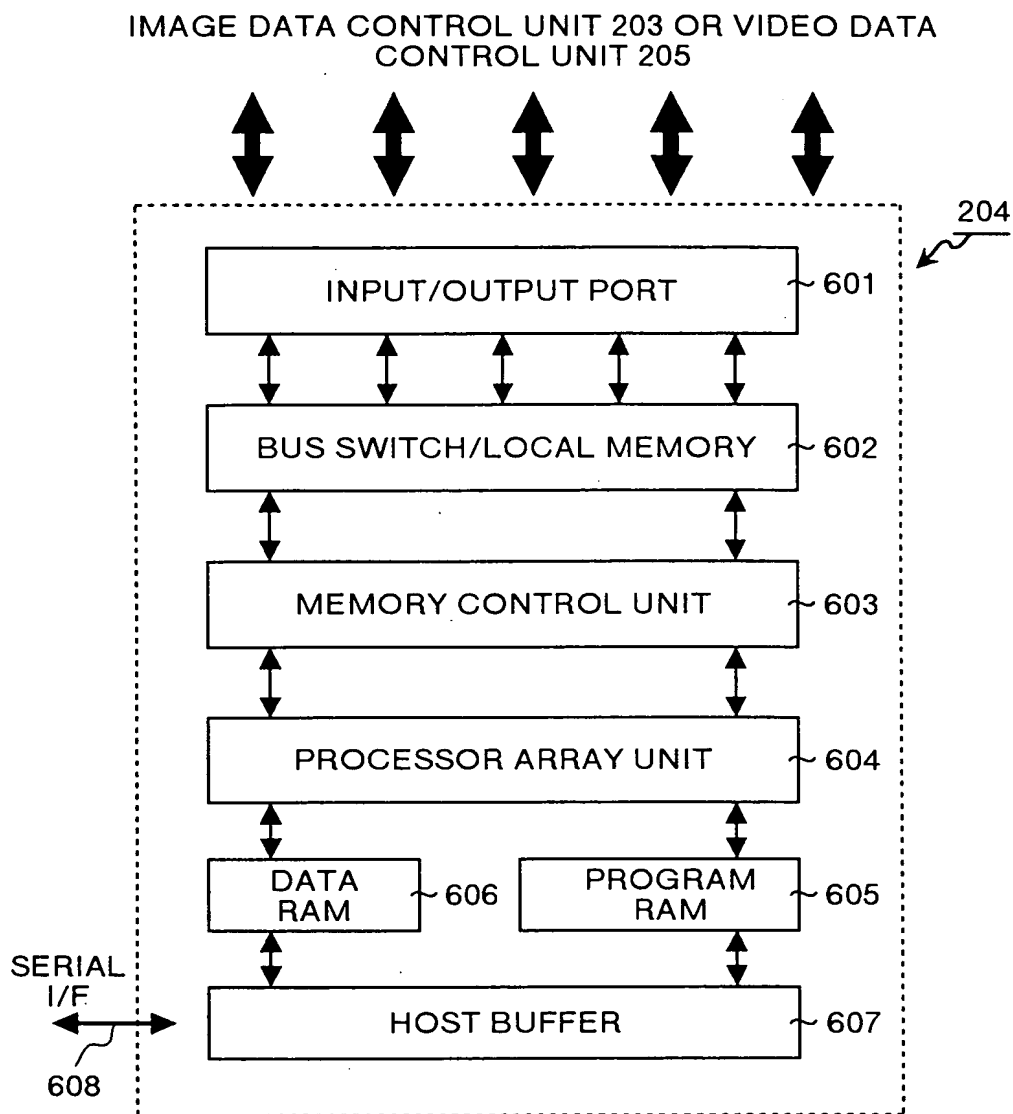 IMAGE DATA CONTROL UNIT 203 OR VIDEO DATA
CONTROL UNIT 205
204
INPUT/OUTPUT PORT
601
BUS SWITCH/LOCAL MEMORY
602
MEMORY CONTROL UNIT
603
PROCESSOR ARRAY UNIT
604
DATA
RAM
606
PROGRAM
RAM
605
SERIAL
I/F
HOST BUFFER
607
608